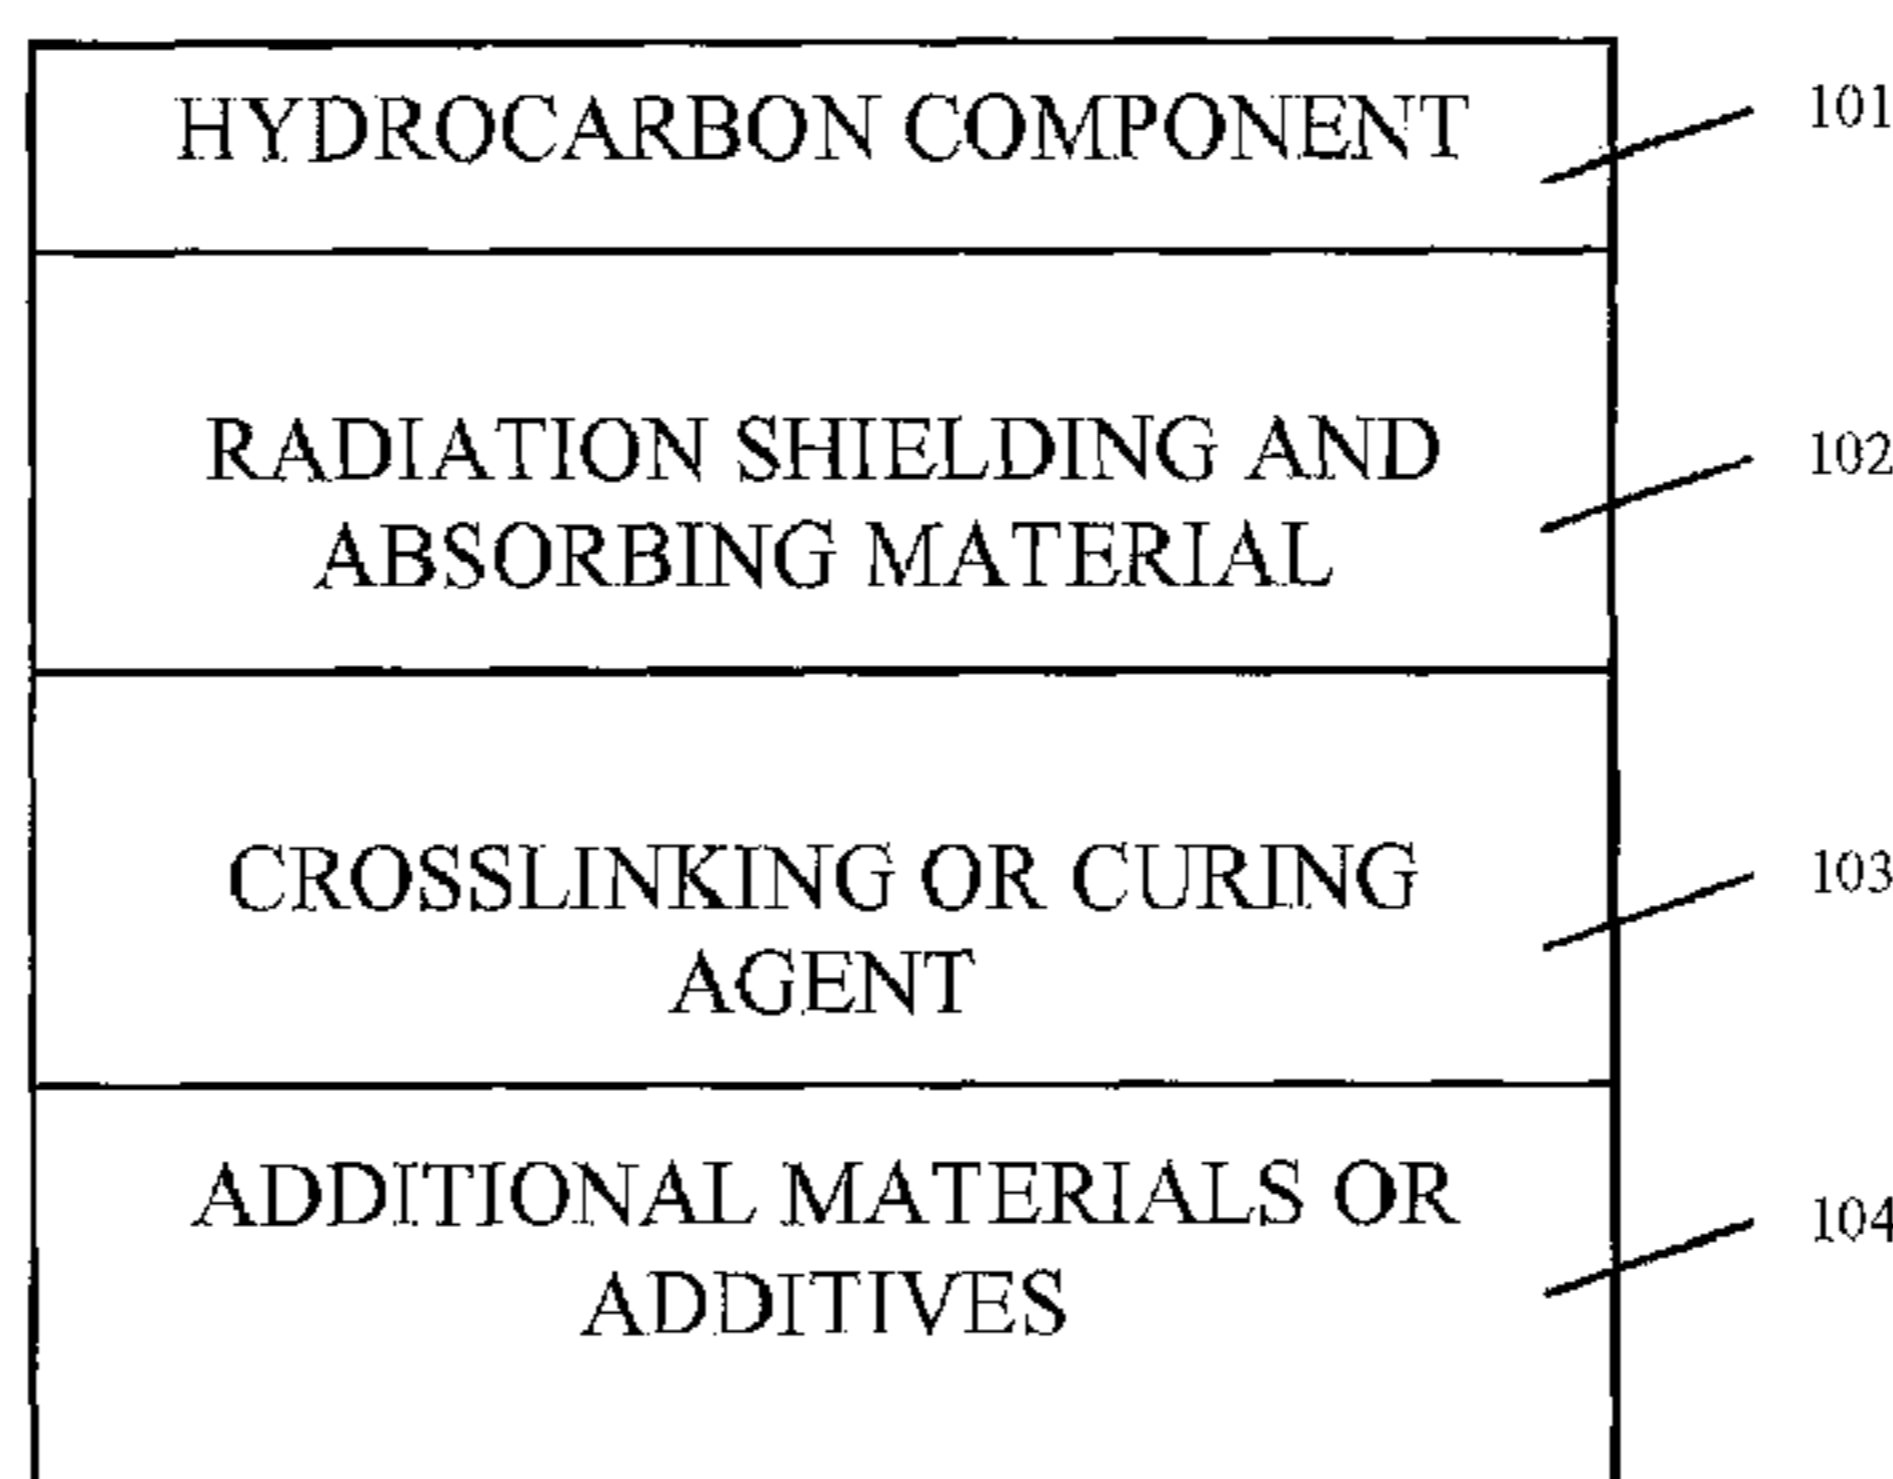 HYDROCARBON COMPONENT
101
RADIATION SHIELDING AND
ABSORBING MATERIAL
102
CROSSLINKING OR CURING
AGENT
103
ADDITIONAL MATERIALS OR
ADDITIVES
104